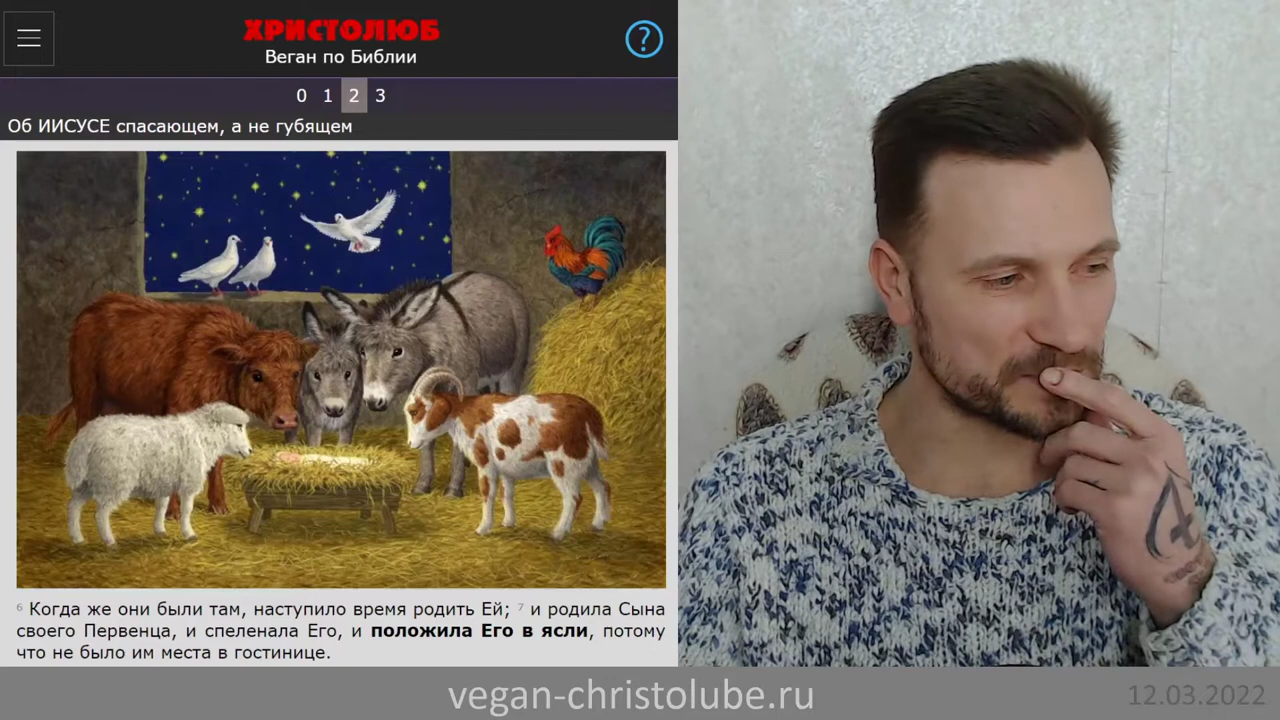 ХРИСТОЛЮБ
Веган по Библии
?
0 1 2 3
Об ИИСУСЕ спасающем, а не губящем
6 Когда же они были там, наступило время родить Ей; 7 и родила Сына
своего Первенца, и спеленала Его, и положила Его в ясли, потому
что не было им места в гостинице.
vegan-christolube.ru
12.03.2022